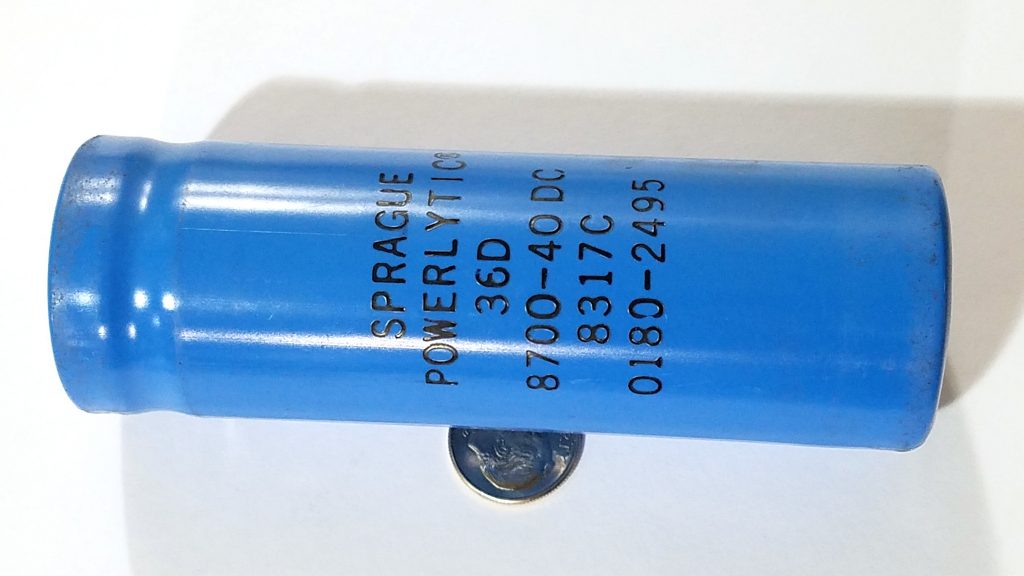 SPRAGUE
POWERLYTIC®
36D
8700-40DC
8317C
0180-2495